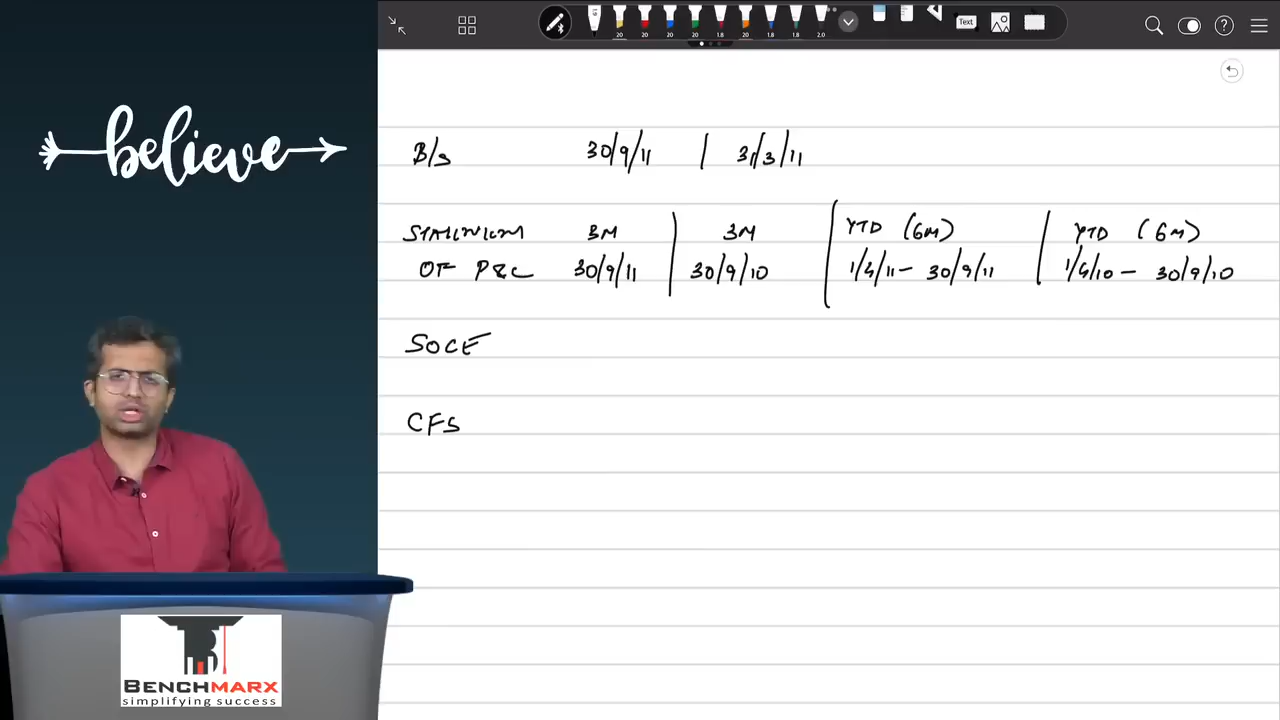 believe
B/s 30/9/11 | 31/3/11
STATEMENT 3M | 3M | YTD (6M) | YTD (6M)
OF P&L 30/9/11 | 30/9/10 | 1/4/11 - 30/9/11 | 1/4/10 - 30/9/10
SOCE
CFS
BENCHMARX
simplifying success
Text